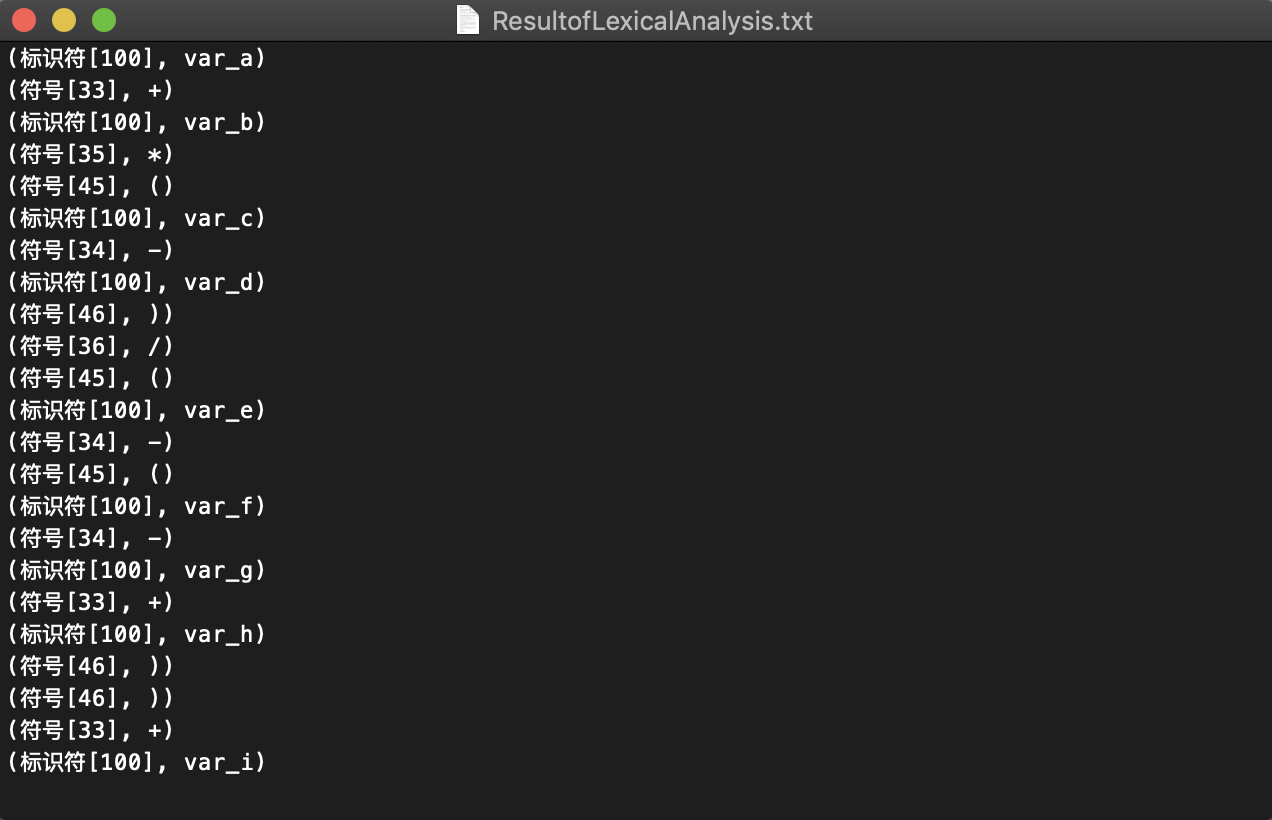 ResultofLexicalAnalysis.txt
(标识符[100], var_a)
(符号[33], +)
(标识符[100], var_b)
(符号[35], *)
(符号[45], ()
(标识符[100], var_c)
(符号[34], -)
(标识符[100], var_d)
(符号[46], ))
(符号[36], /)
(符号[45], ()
(标识符[100], var_e)
(符号[34], -)
(符号[45], ()
(标识符[100], var_f)
(符号[34], -)
(标识符[100], var_g)
(符号[33], +)
(标识符[100], var_h)
(符号[46], ))
(符号[46], ))
(符号[33], +)
(标识符[100], var_i)